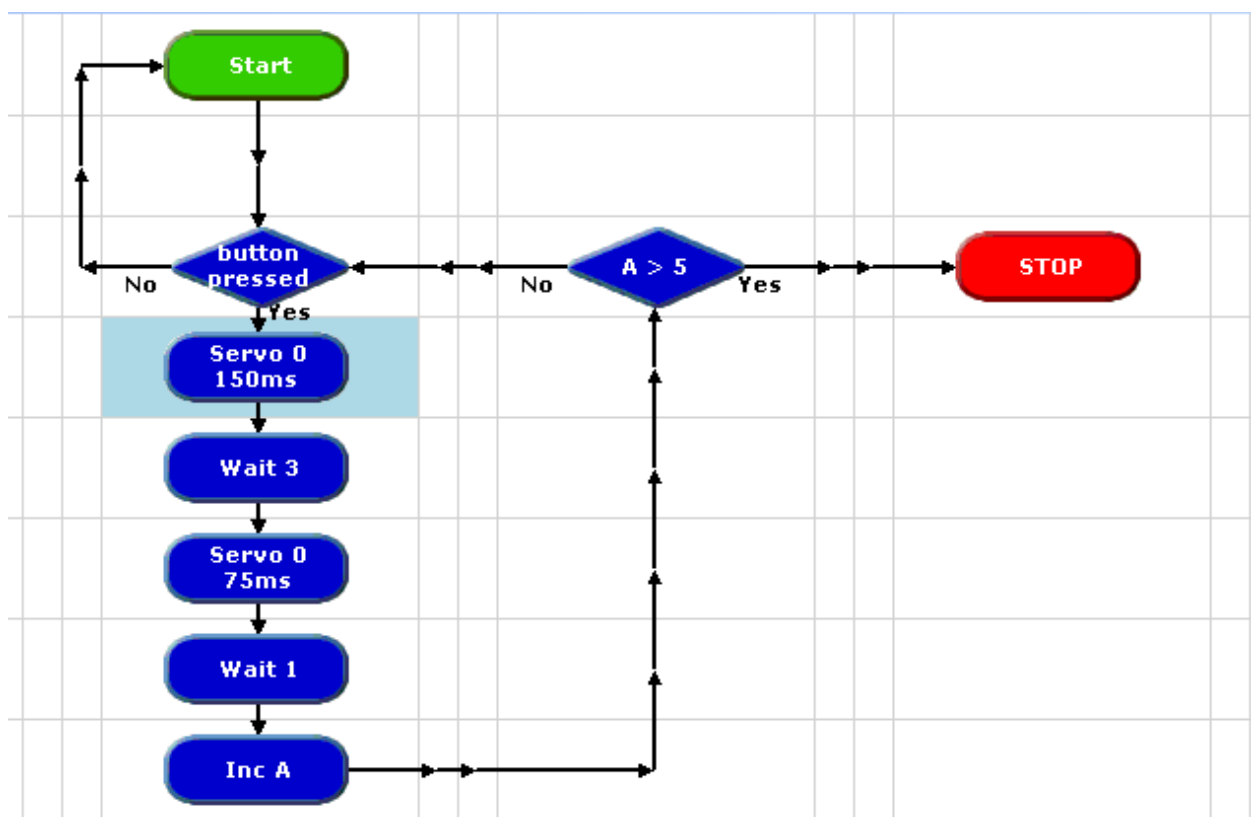 Start
button
pressed
No
Yes
A > 5
No
Yes
STOP
Servo 0
150ms
Wait 3
Servo 0
75ms
Wait 1
Inc A